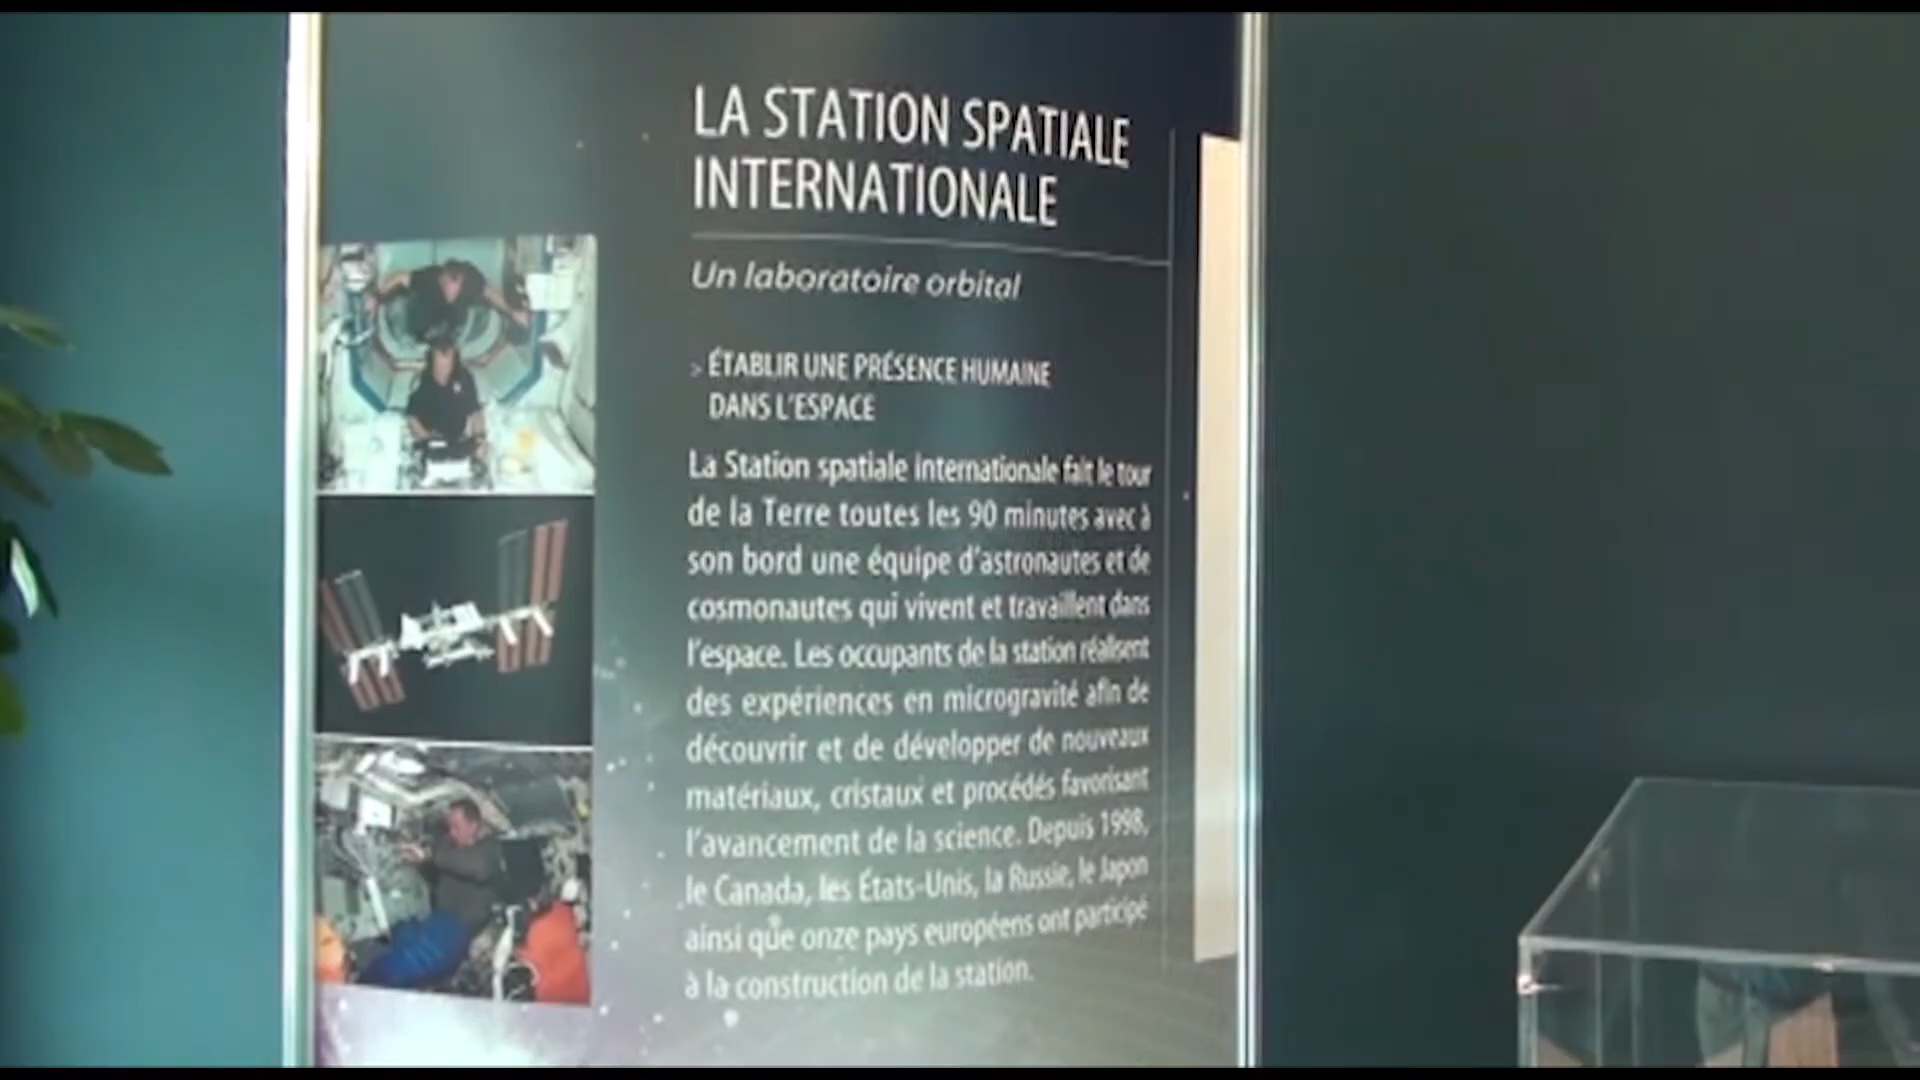 LA STATION SPATIALE
INTERNATIONALE
Un laboratoire orbital
> ÉTABLIR UNE PRÉSENCE HUMAINE
DANS L'ESPACE
La Station spatiale internationale fait le tour
de la Terre toutes les 90 minutes avec à
son bord une équipe d'astronautes et de
cosmonautes qui vivent et travaillent dans
l'espace. Les occupants de la station réalisent
des expériences en microgravité afin de
découvrir et de développer de nouveaux
matériaux, cristaux et procédés favorisant
l'avancement de la science. Depuis 1998,
le Canada, les États-Unis, la Russie, le Japon
ainsi que onze pays européens ont participé
à la construction de la station.